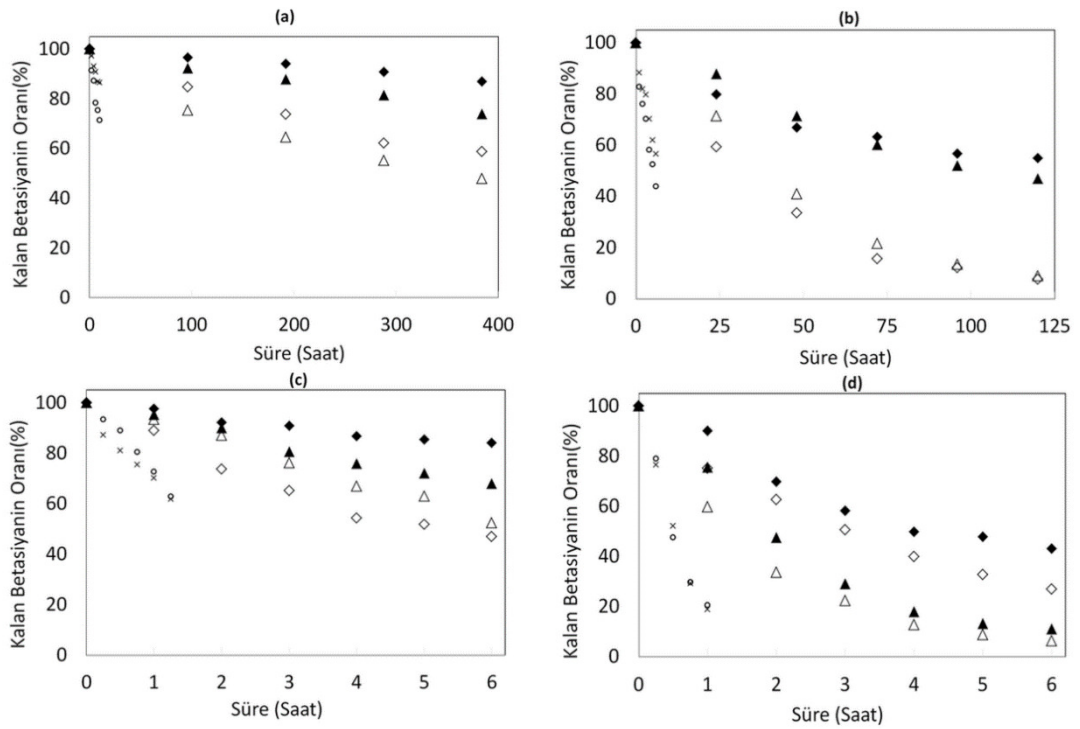 (a)
Kalan Betasiyanin Oranı(%)
100
80
60
40
20
0
0 100 200 300 400
Süre (Saat)
(b)
Kalan Betasiyanin Oranı (%)
100
80
60
40
20
0
0 25 50 75 100 125
Süre (Saat)
(c)
Kalan Betasiyanin Oranı(%)
100
80
60
40
20
0
0 1 2 3 4 5 6
Süre (Saat)
(d)
Kalan Betasiyanin Oranı (%)
100
80
60
40
20
0
0 1 2 3 4 5 6
Süre (Saat)